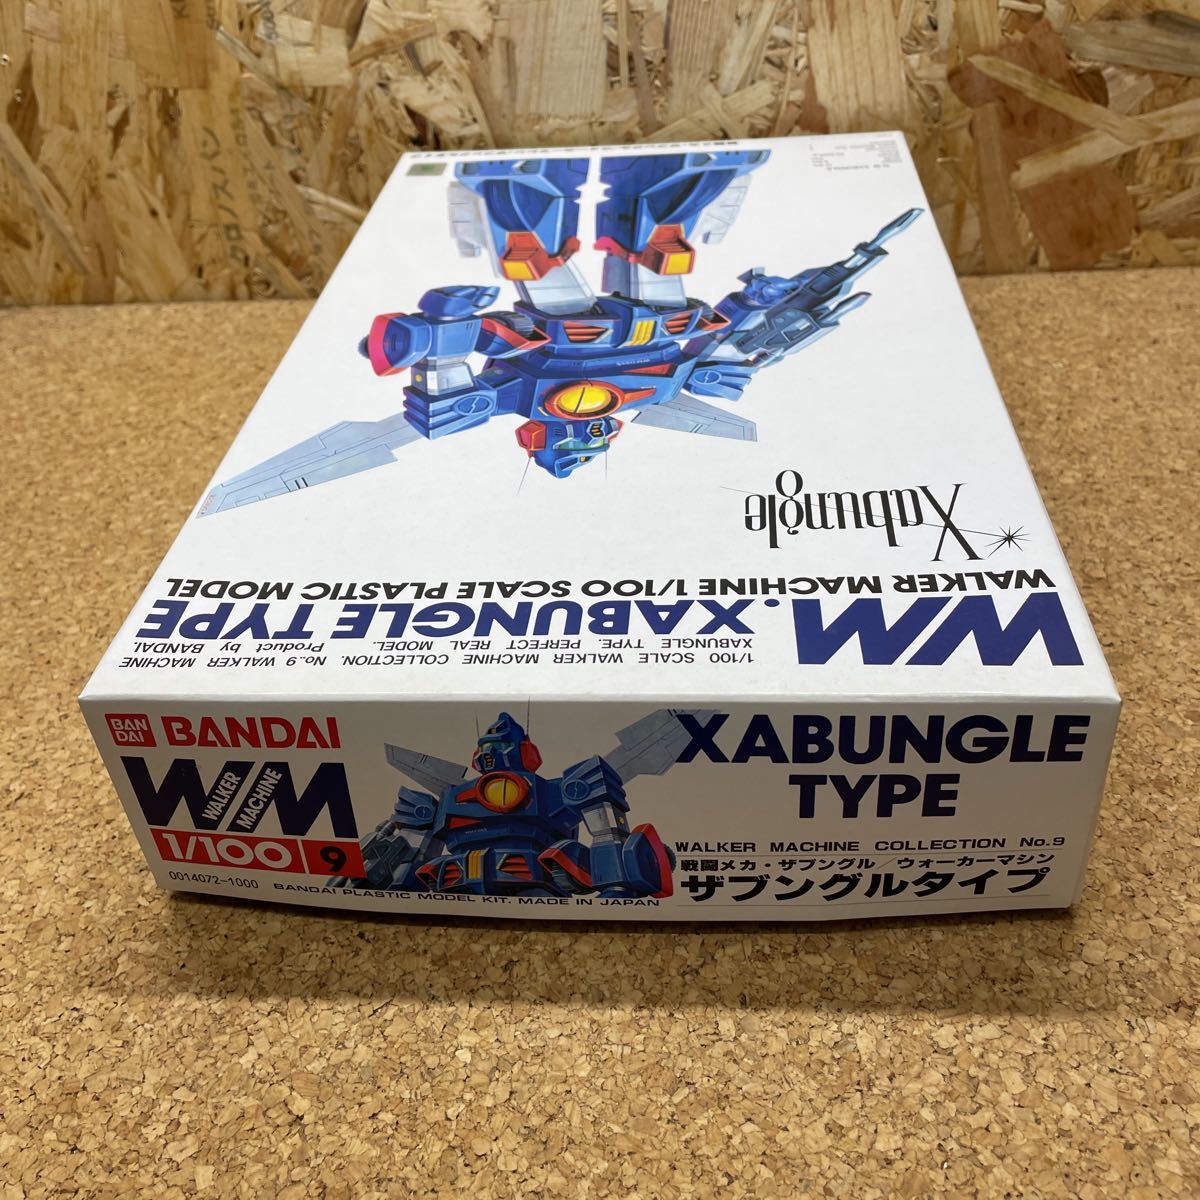 Xabungle
WALKER MACHINE 1/100 SCALE PLASTIC MODEL
WM.XABUNGLE TYPE
1/100 SCALE WALKER MACHINE COLLECTION. No.9 WALKER MACHINE
XABUNGLE TYPE. PERFECT REAL MODEL. Product by BANDAI
BAN
DAI
BANDAI
WM
WALKER
MACHINE
1/100
9
0014072-1000
BANDAI PLASTIC MODEL KIT. MADE IN JAPAN
XABUNGLE
TYPE
WALKER MACHINE COLLECTION No.9
戦闘メカ・ザブングル／ウォーカーマシン
ザブングルタイプ